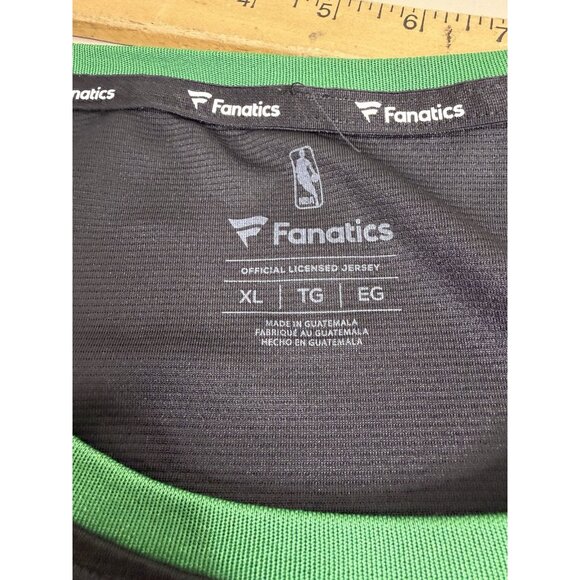 5 6 7
natics Fanatics Fanatics
NBA
Fanatics
OFFICIAL LICENSED JERSEY
XL | TG | EG
MADE IN GUATEMALA
FABRIQUÉ AU GUATEMALA
HECHO EN GUATEMALA